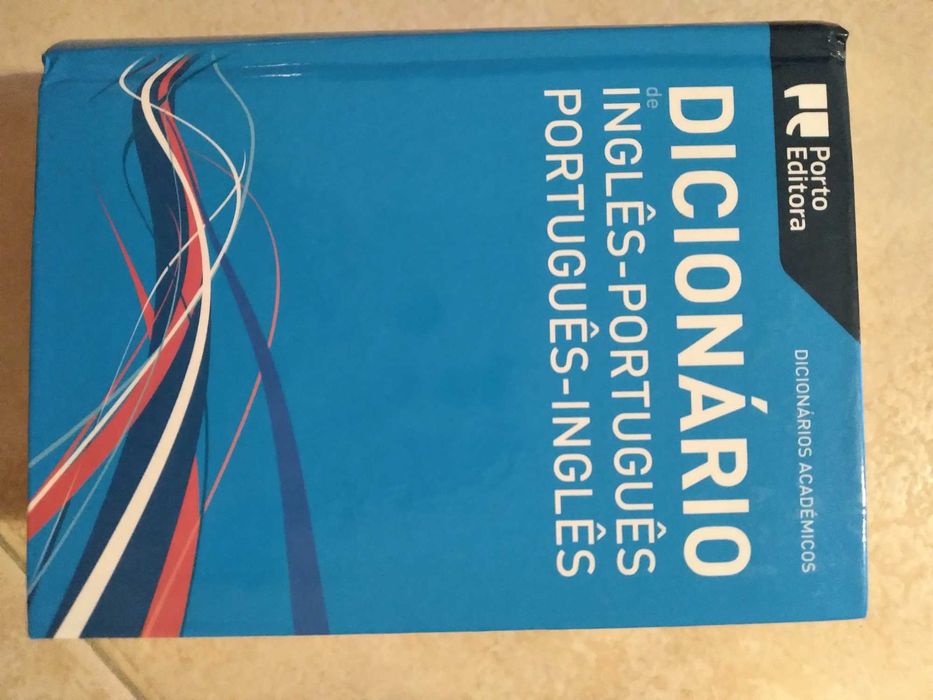 Porto
Editora
DICIONÁRIOS ACADÉMICOS
DICIONÁRIO
de
INGLÊS-PORTUGUÊS
PORTUGUÊS-INGLÊS